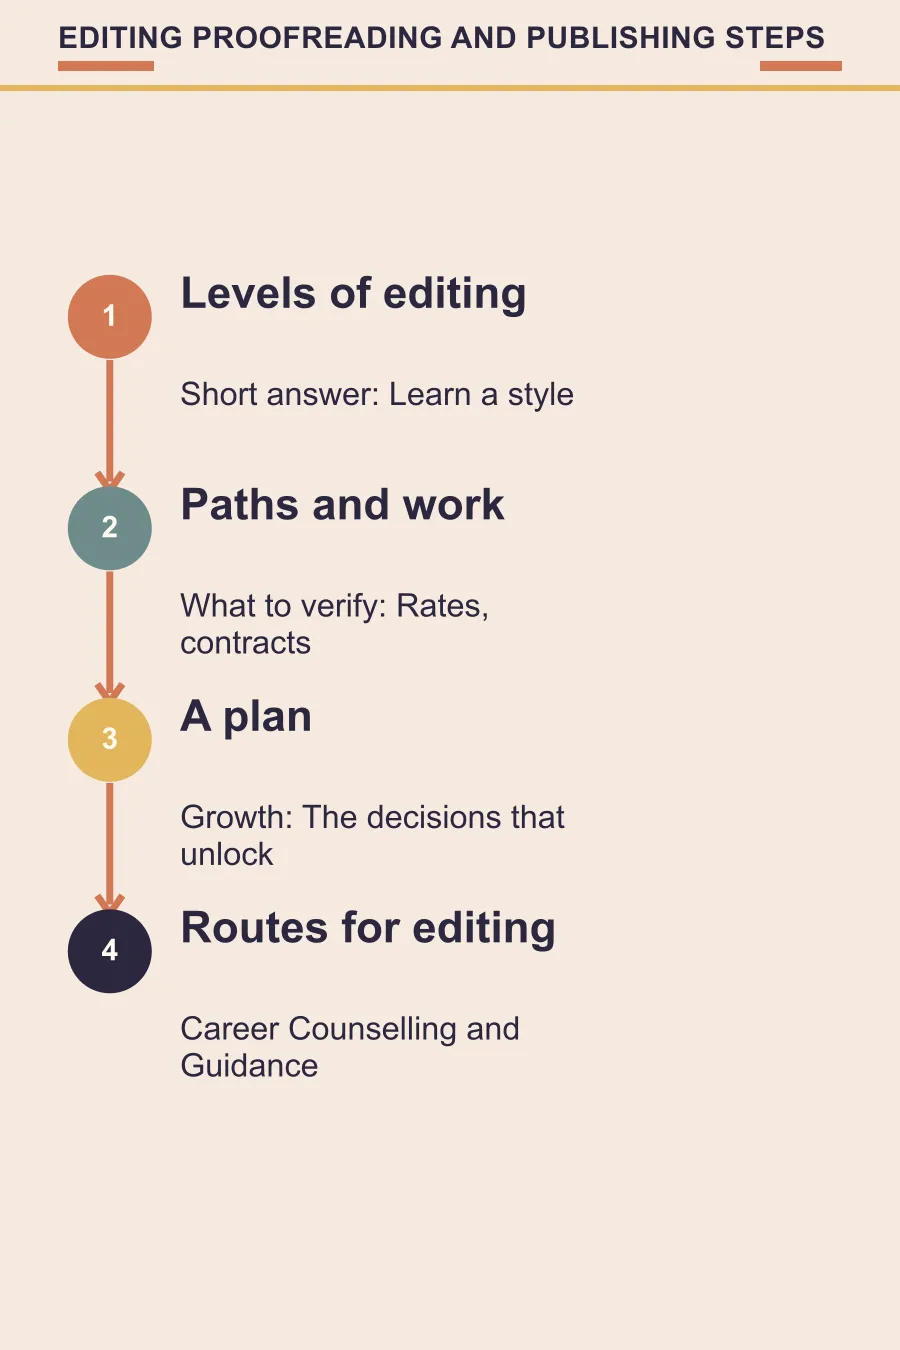 EDITING PROOFREADING AND PUBLISHING STEPS
1
Levels of editing
Short answer: Learn a style
2
Paths and work
What to verify: Rates,
contracts
3
A plan
Growth: The decisions that
unlock
4
Routes for editing
Career Counselling and
Guidance